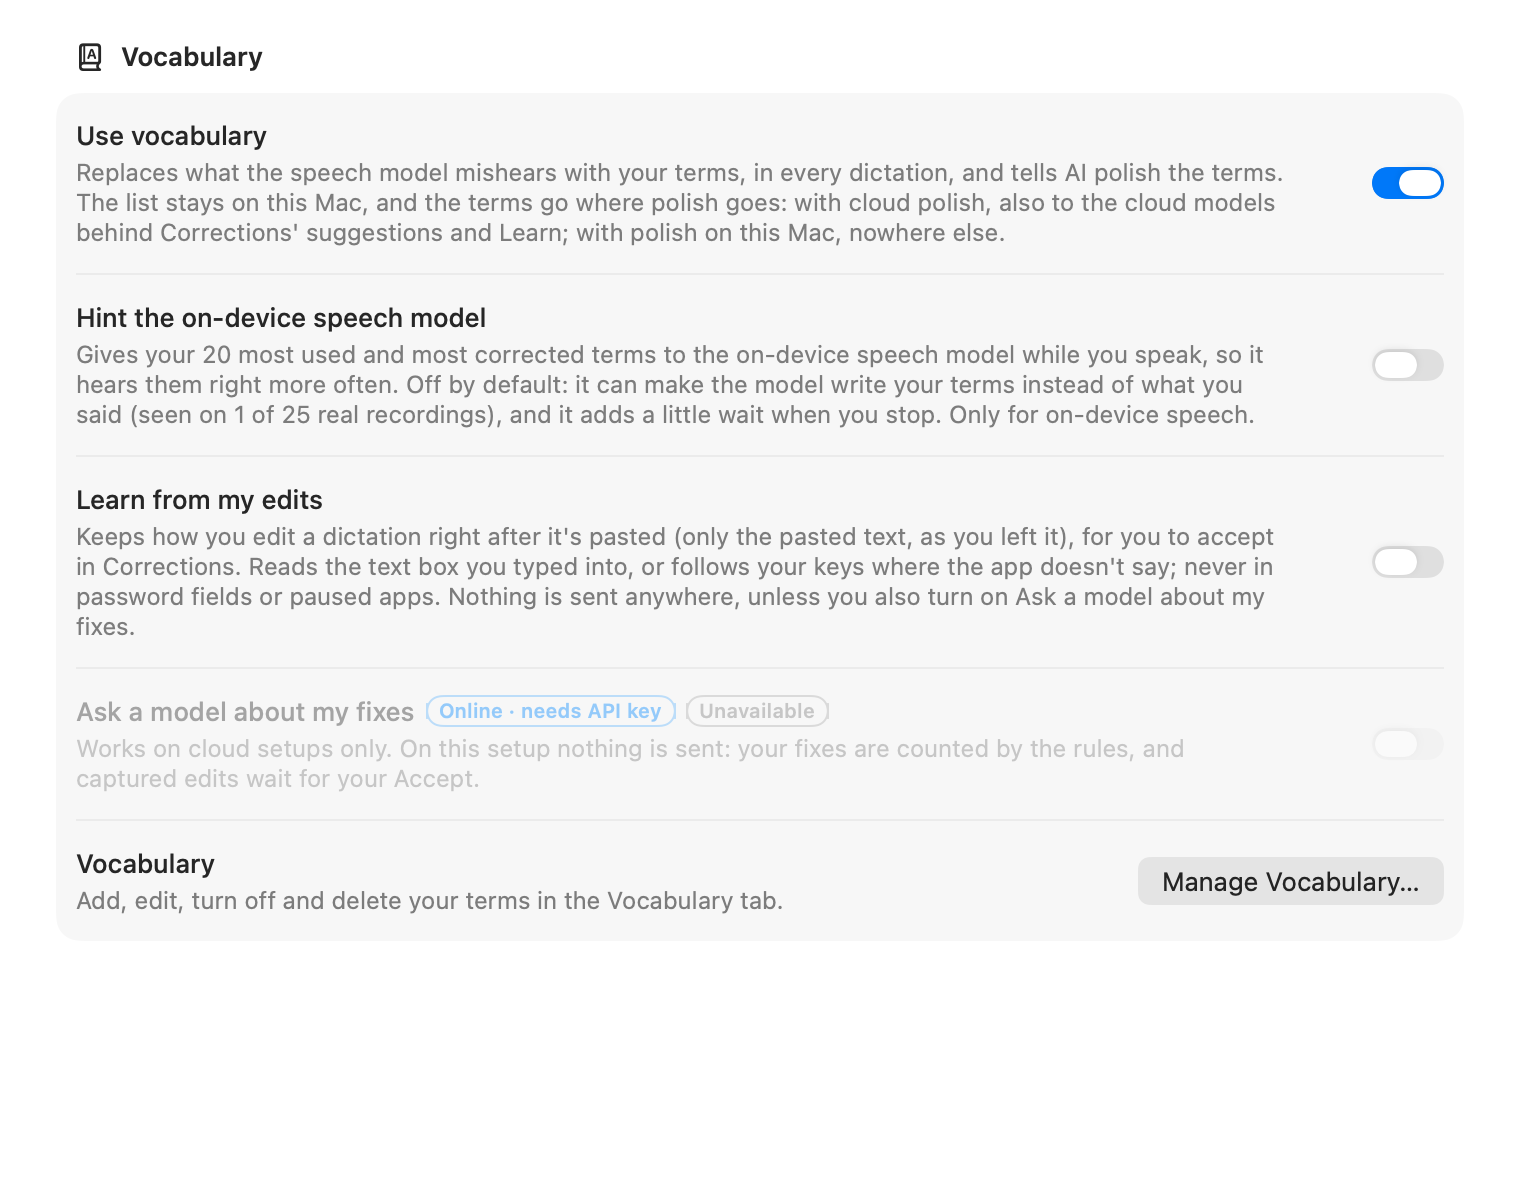 Vocabulary
Use vocabulary
Replaces what the speech model mishears with your terms, in every dictation, and tells AI polish the terms.
The list stays on this Mac, and the terms go where polish goes: with cloud polish, also to the cloud models
behind Corrections' suggestions and Learn; with polish on this Mac, nowhere else.
Hint the on-device speech model
Gives your 20 most used and most corrected terms to the on-device speech model while you speak, so it
hears them right more often. Off by default: it can make the model write your terms instead of what you
said (seen on 1 of 25 real recordings), and it adds a little wait when you stop. Only for on-device speech.
Learn from my edits
Keeps how you edit a dictation right after it's pasted (only the pasted text, as you left it), for you to accept
in Corrections. Reads the text box you typed into, or follows your keys where the app doesn't say; never in
password fields or paused apps. Nothing is sent anywhere, unless you also turn on Ask a model about my
fixes.
Ask a model about my fixes Online · needs API key Unavailable
Works on cloud setups only. On this setup nothing is sent: your fixes are counted by the rules, and
captured edits wait for your Accept.
Vocabulary
Add, edit, turn off and delete your terms in the Vocabulary tab.
Manage Vocabulary...